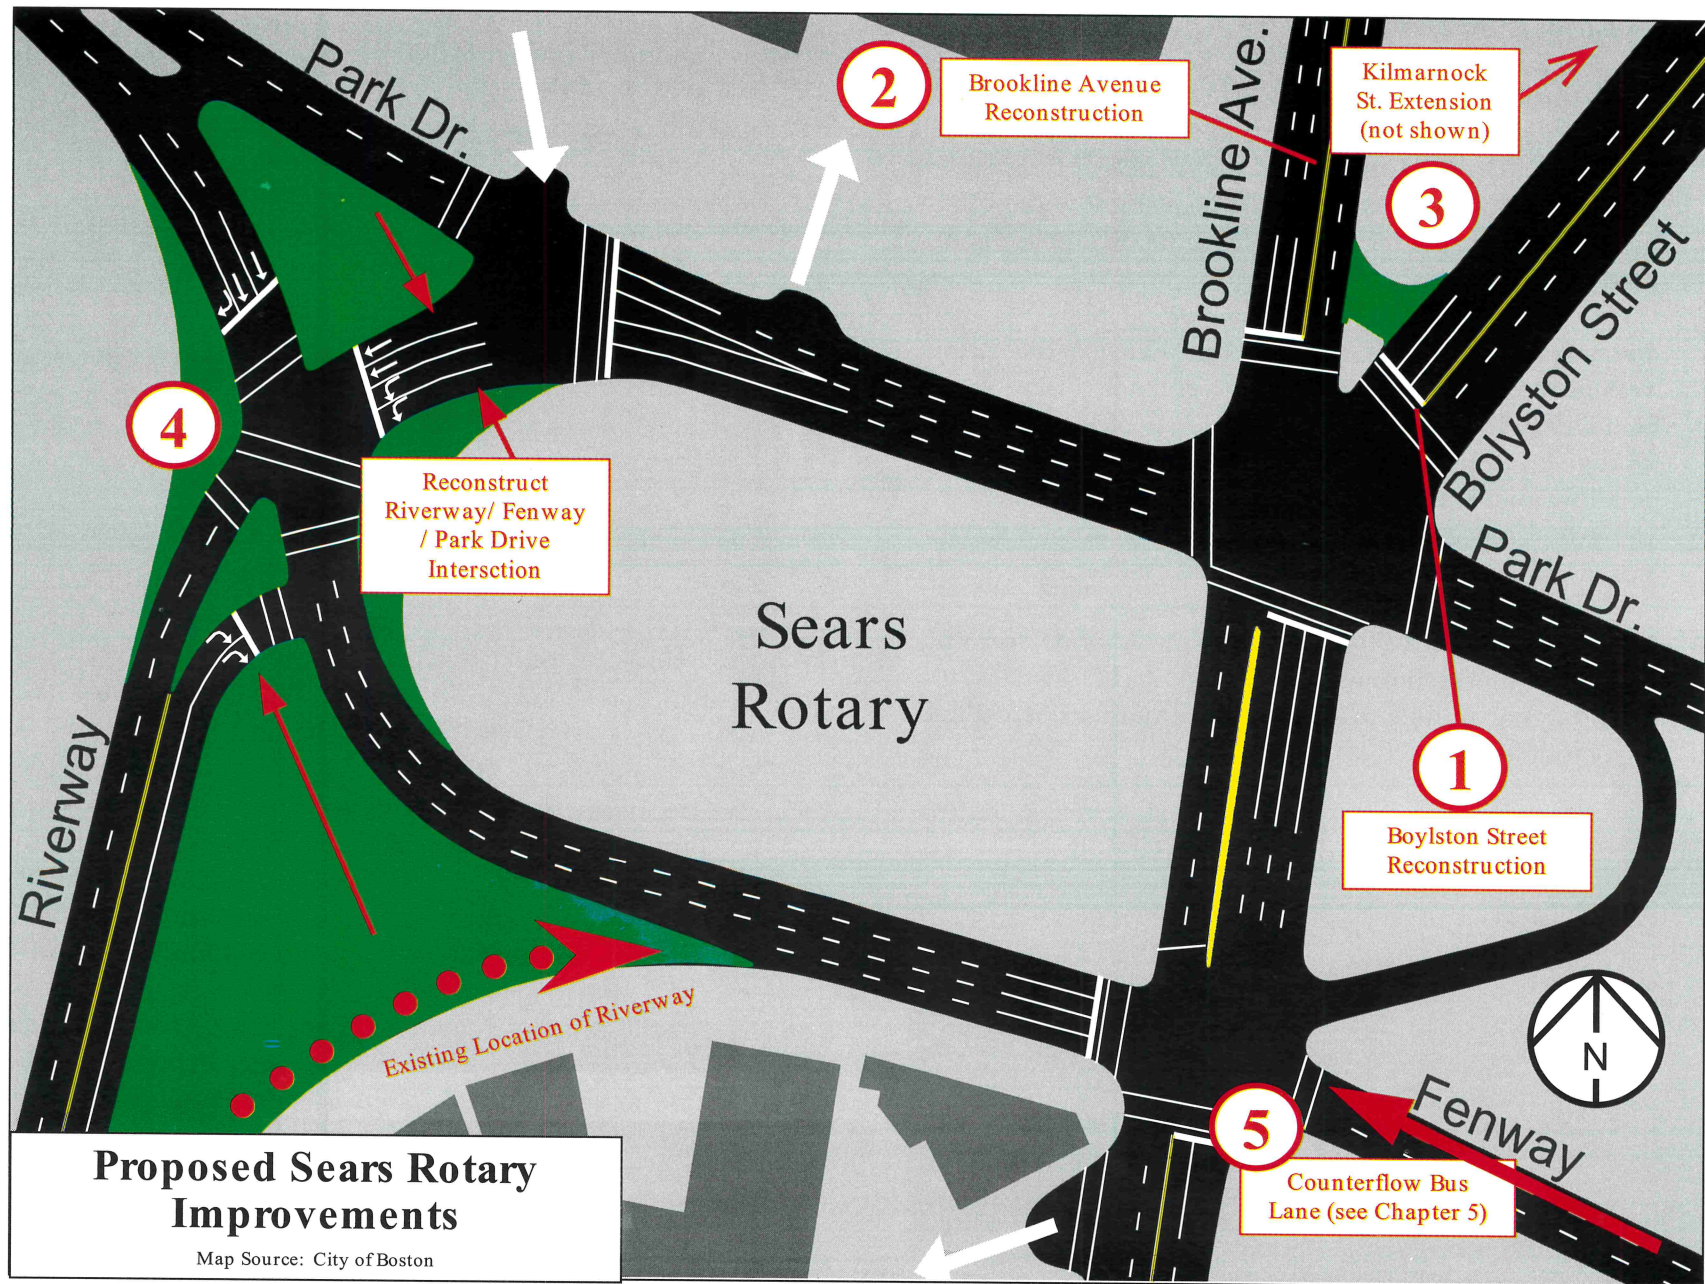 Park Dr.
2
Brookline Avenue
Reconstruction
Brookline Ave.
Kilmarnock
St. Extension
(not shown)
3
Bolyston Street
4
Reconstruct
Riverway/ Fenway
/ Park Drive
Intersction
Park Dr.
Sears
Rotary
1
Boylston Street
Reconstruction
Riverway
Existing Location of Riverway
N
Fenway
5
Counterflow Bus
Lane (see Chapter 5)
Proposed Sears Rotary
Improvements
Map Source: City of Boston